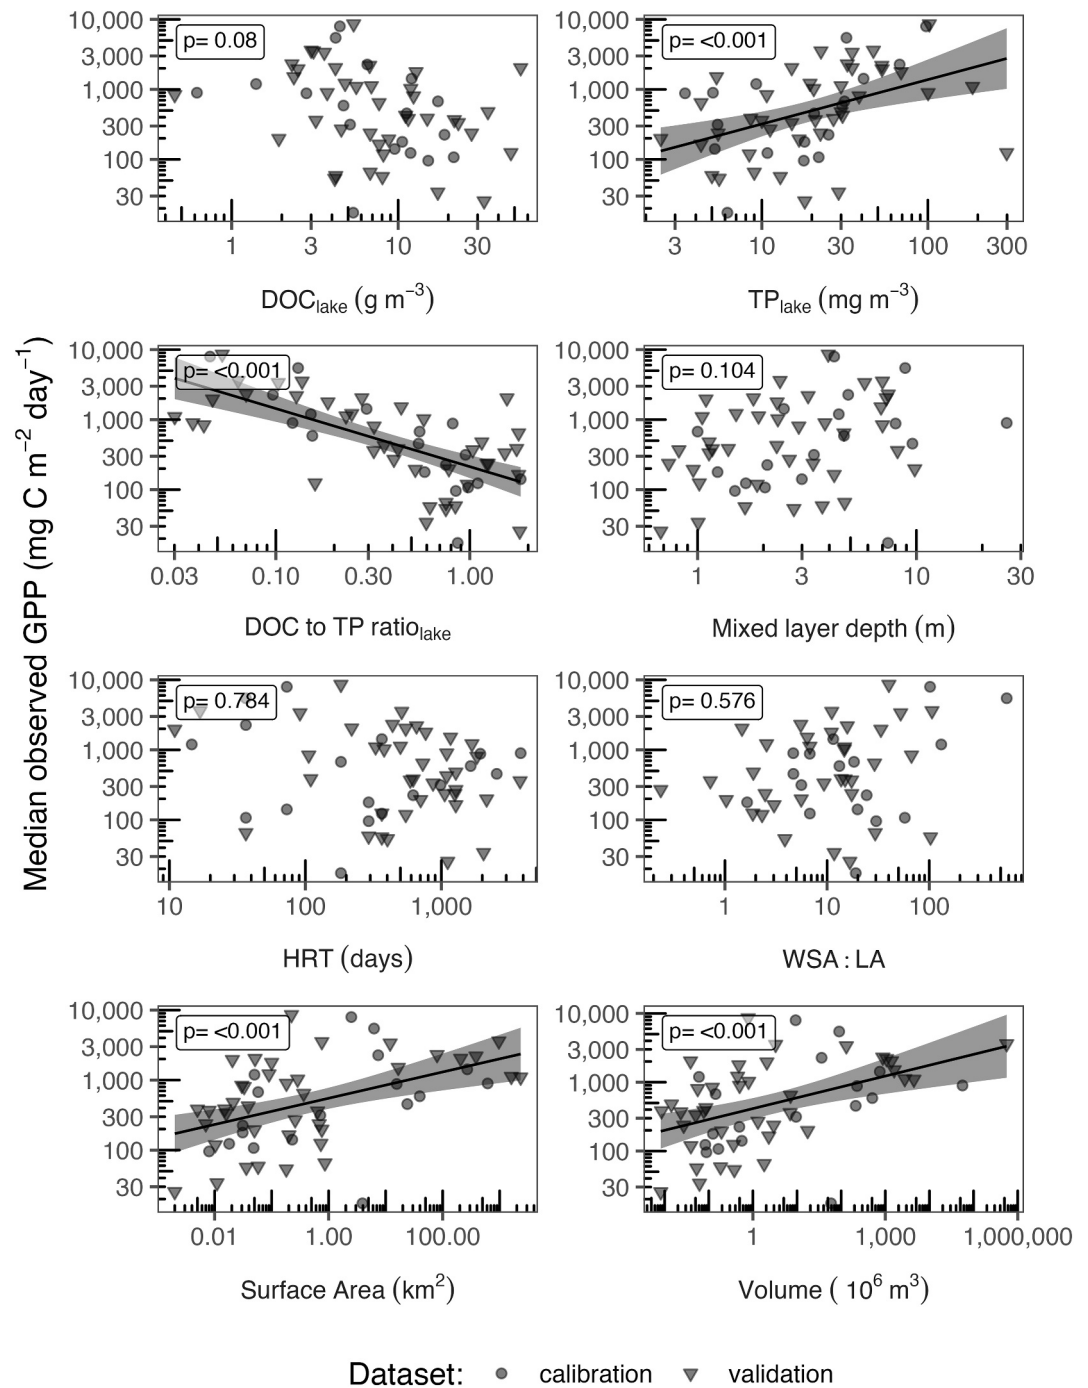 Median observed GPP (mg C m⁻² day⁻¹)
10,000
3,000
1,000
300
100
30
p= 0.08
1 3 10 30
DOClake (g m⁻³)
10,000
3,000
1,000
300
100
30
p= <0.001
3 10 30 100 300
TPlake (mg m⁻³)
10,000
3,000
1,000
300
100
30
p= <0.001
0.03 0.10 0.30 1.00
DOC to TP ratiolake
10,000
3,000
1,000
300
100
30
p= 0.104
1 3 10 30
Mixed layer depth (m)
10,000
3,000
1,000
300
100
30
p= 0.784
10 100 1,000
HRT (days)
10,000
3,000
1,000
300
100
30
p= 0.576
1 10 100
WSA : LA
10,000
3,000
1,000
300
100
30
p= <0.001
0.01 1.00 100.00
Surface Area (km²)
10,000
3,000
1,000
300
100
30
p= <0.001
1 1,000 1,000,000
Volume ( 10⁶ m³)
Dataset: calibration validation